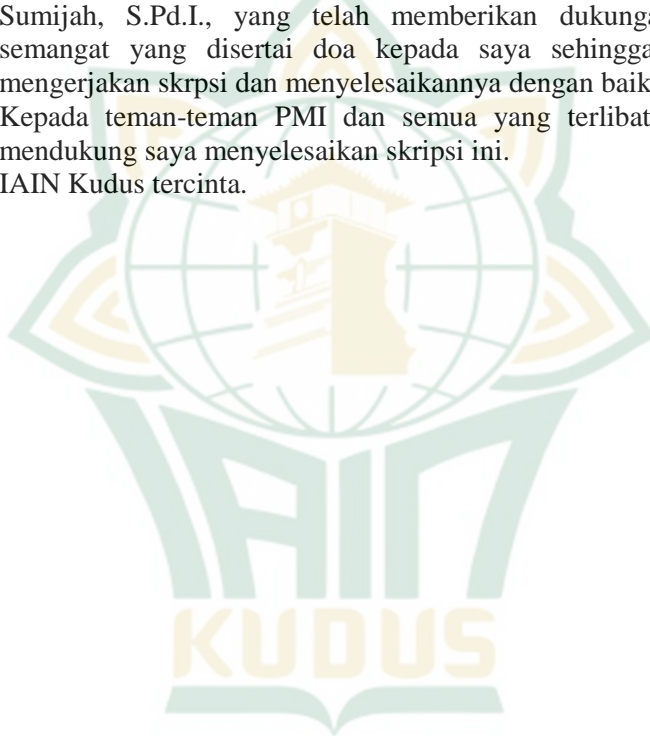 Sumijah, S.Pd.I., yang telah memberikan dukunga
semangat yang disertai doa kepada saya sehingga
mengerjakan skrpsi dan menyelesaikannya dengan baik
Kepada teman-teman PMI dan semua yang terlibat
mendukung saya menyelesaikan skripsi ini.
IAIN Kudus tercinta.
IAIN
KUDUS